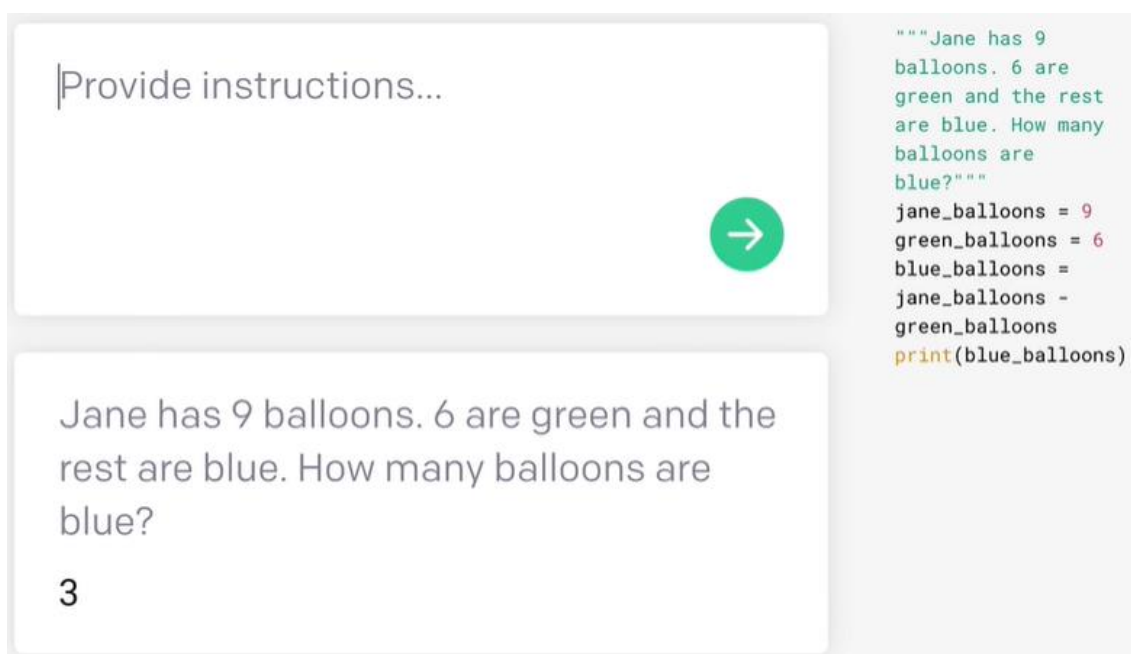 Provide instructions...
Jane has 9 balloons. 6 are green and the
rest are blue. How many balloons are
blue?
3
"""Jane has 9
balloons. 6 are
green and the rest
are blue. How many
balloons are
blue?"""
jane_balloons = 9
green_balloons = 6
blue_balloons =
jane_balloons -
green_balloons
print(blue_balloons)